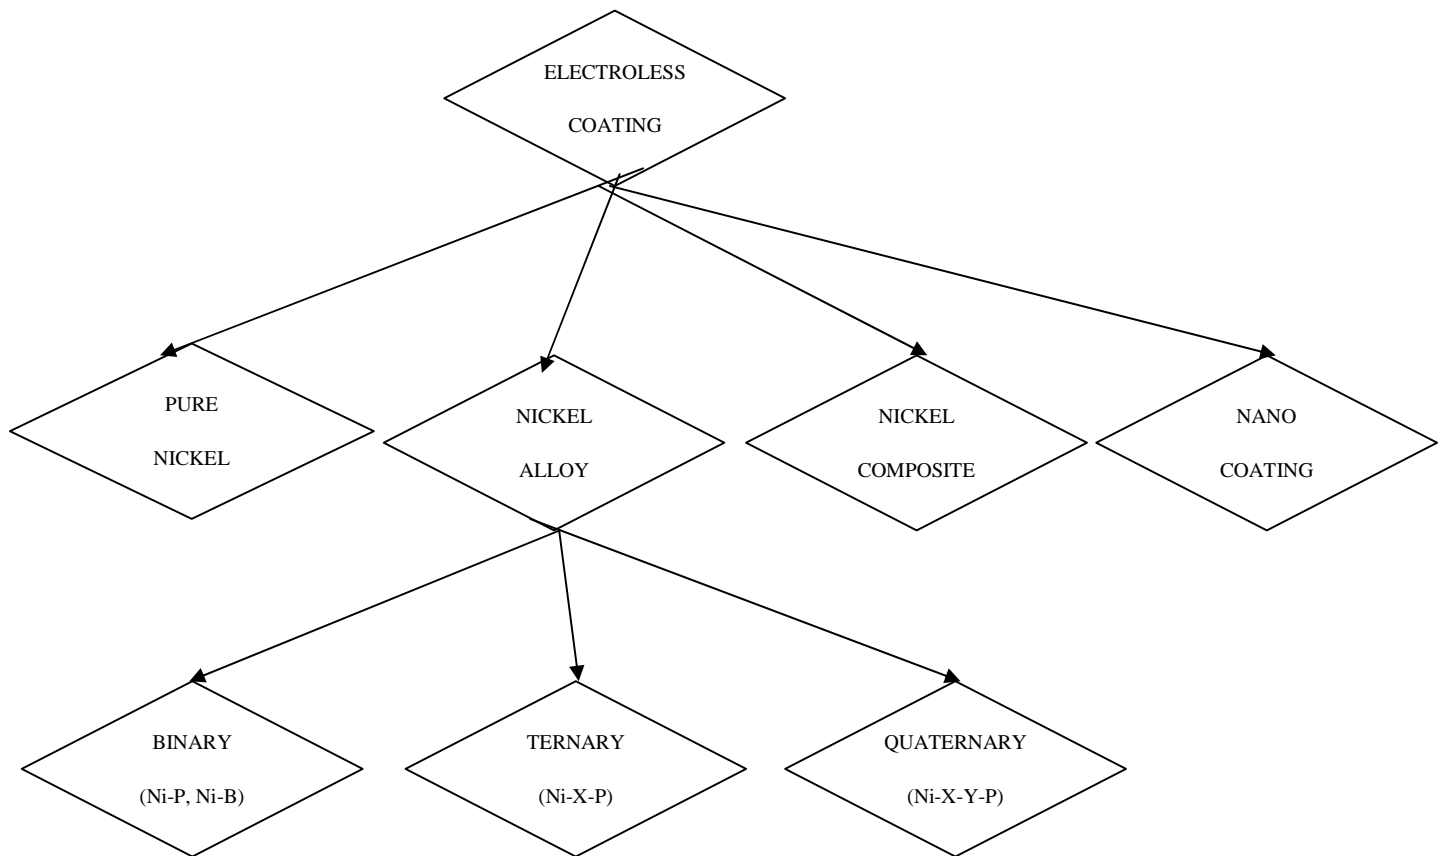 ELECTROLESS
COATING
PURE
NICKEL
NICKEL
ALLOY
NICKEL
COMPOSITE
NANO
COATING
BINARY
(Ni-P, Ni-B)
TERNARY
(Ni-X-P)
QUATERNARY
(Ni-X-Y-P)